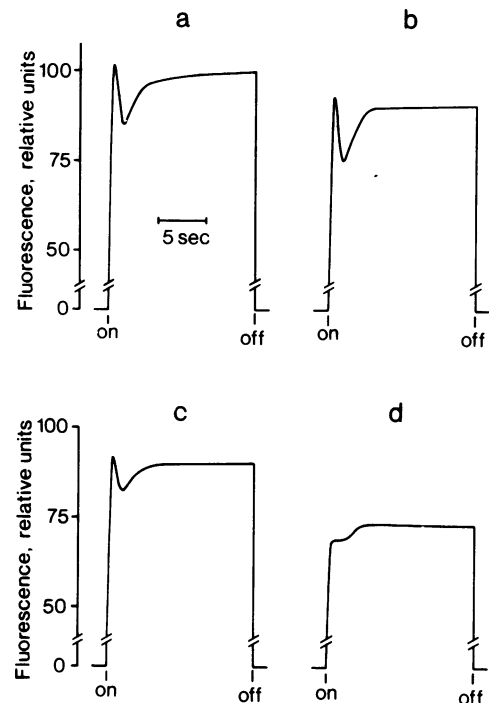 a
b
Fluorescence, relative units
100
75
50
0
5 sec
on
off
on
off
c
d
Fluorescence, relative units
100
75
50
0
on
off
on
off